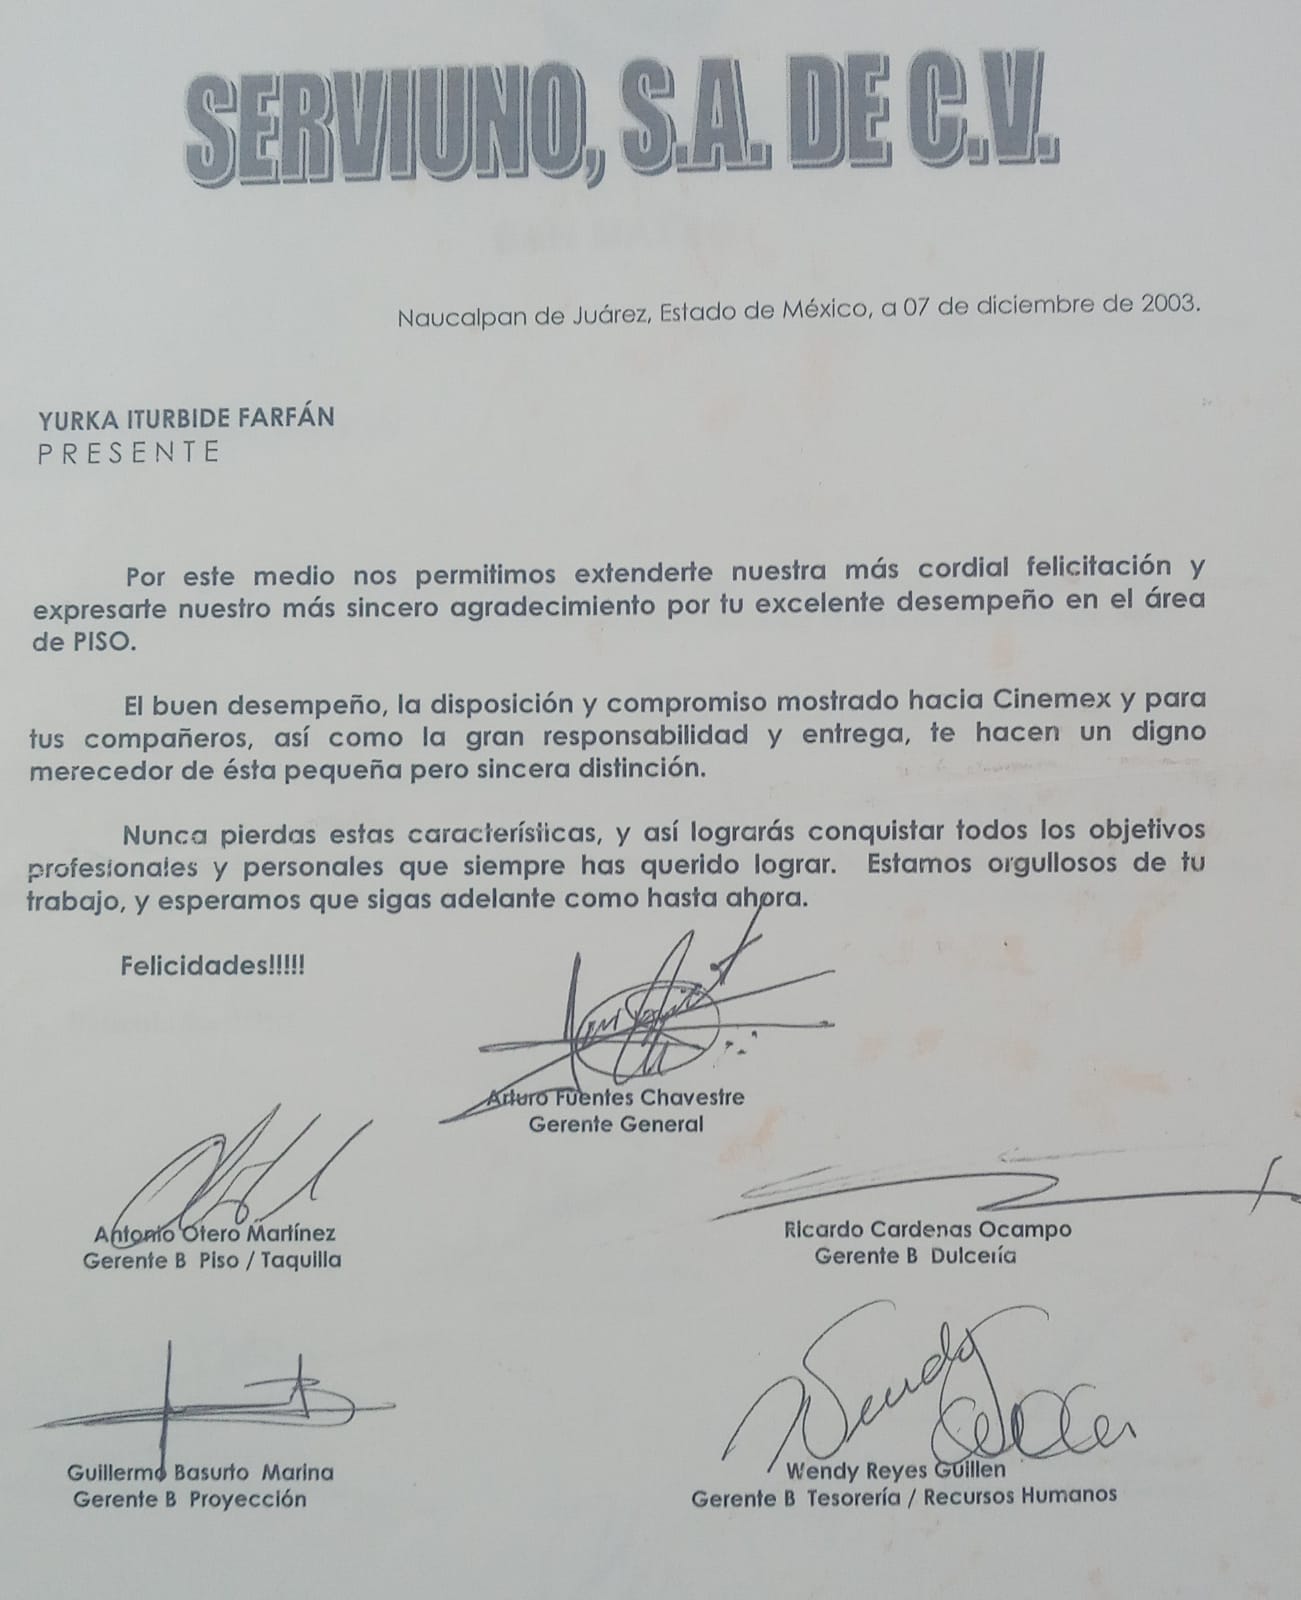 SERVIUNO, S.A. DE C.V.
Naucalpan de Juárez, Estado de México, a 07 de diciembre de 2003.
YURKA ITURBIDE FARFÁN
P R E S E N T E
Por este medio nos permitimos extenderte nuestra más cordial felicitación y
expresarte nuestro más sincero agradecimiento por tu excelente desempeño en el área
de PISO.
El buen desempeño, la disposición y compromiso mostrado hacia Cinemex y para
tus compañeros, así como la gran responsabilidad y entrega, te hacen un digno
merecedor de ésta pequeña pero sincera distinción.
Nunca pierdas estas características, y así lograrás conquistar todos los objetivos
profesionales y personales que siempre has querido lograr. Estamos orgullosos de tu
trabajo, y esperamos que sigas adelante como hasta ahora.
Felicidades!!!!!
Arturo Fuentes Chavestre
Gerente General
Antonio Otero Martínez
Gerente B Piso / Taquilla
Ricardo Cardenas Ocampo
Gerente B Dulcería
Guillermo Basurto Marina
Gerente B Proyección
Wendy
Wendy Reyes Guillen
Gerente B Tesorería / Recursos Humanos